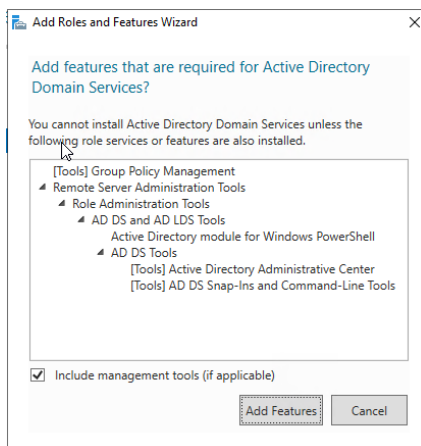 Add Roles and Features Wizard
Add features that are required for Active Directory
Domain Services?
You cannot install Active Directory Domain Services unless the
following role services or features are also installed.
[Tools] Group Policy Management
Remote Server Administration Tools
Role Administration Tools
AD DS and AD LDS Tools
Active Directory module for Windows PowerShell
AD DS Tools
[Tools] Active Directory Administrative Center
[Tools] AD DS Snap-Ins and Command-Line Tools
Include management tools (if applicable)
Add Features
Cancel